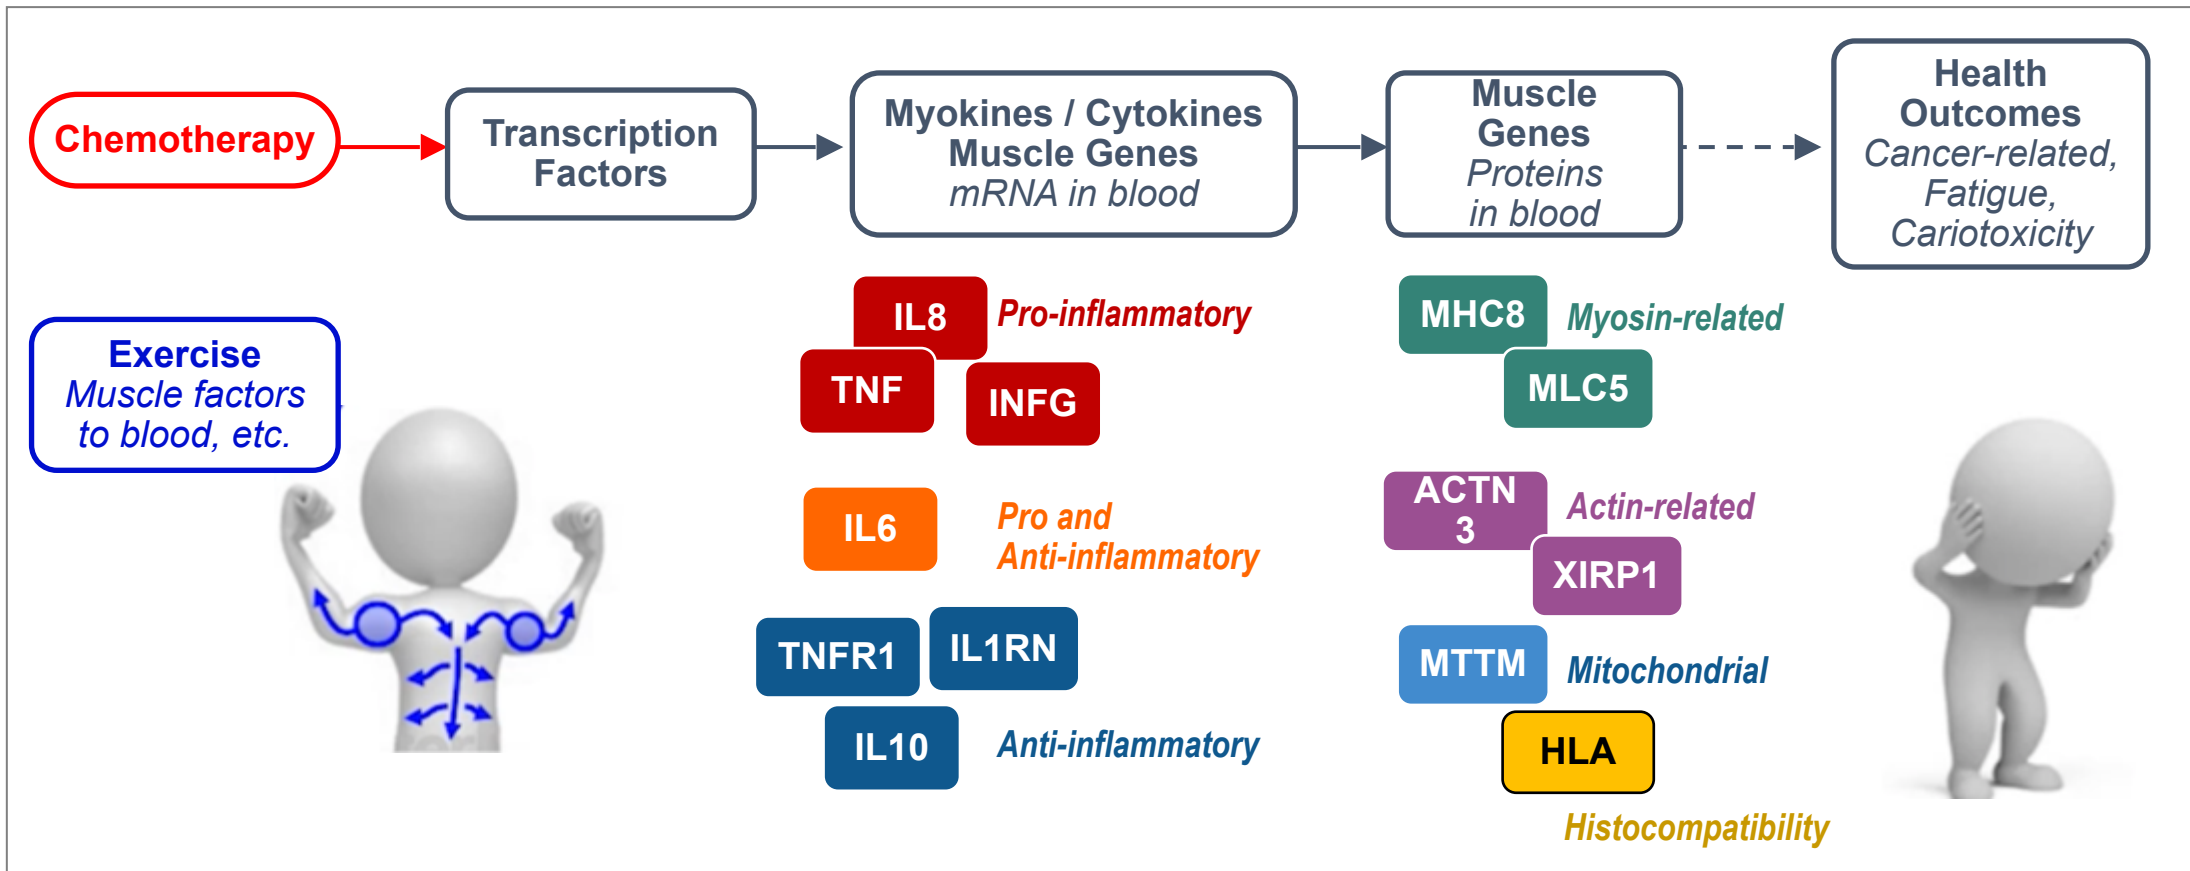 Chemotherapy
Transcription
Factors
Myokines / Cytokines
Muscle Genes
mRNA in blood
Muscle
Genes
Proteins
in blood
Health
Outcomes
Cancer-related,
Fatigue,
Cariotoxicity
Exercise
Muscle factors
to blood, etc.
IL8
Pro-inflammatory
TNF
INFG
IL6
Pro and
Anti-inflammatory
TNFR1
IL1RN
IL10
Anti-inflammatory
MHC8
Myosin-related
MLC5
ACTN
3
Actin-related
XIRP1
MTTM
Mitochondrial
HLA
Histocompatibility